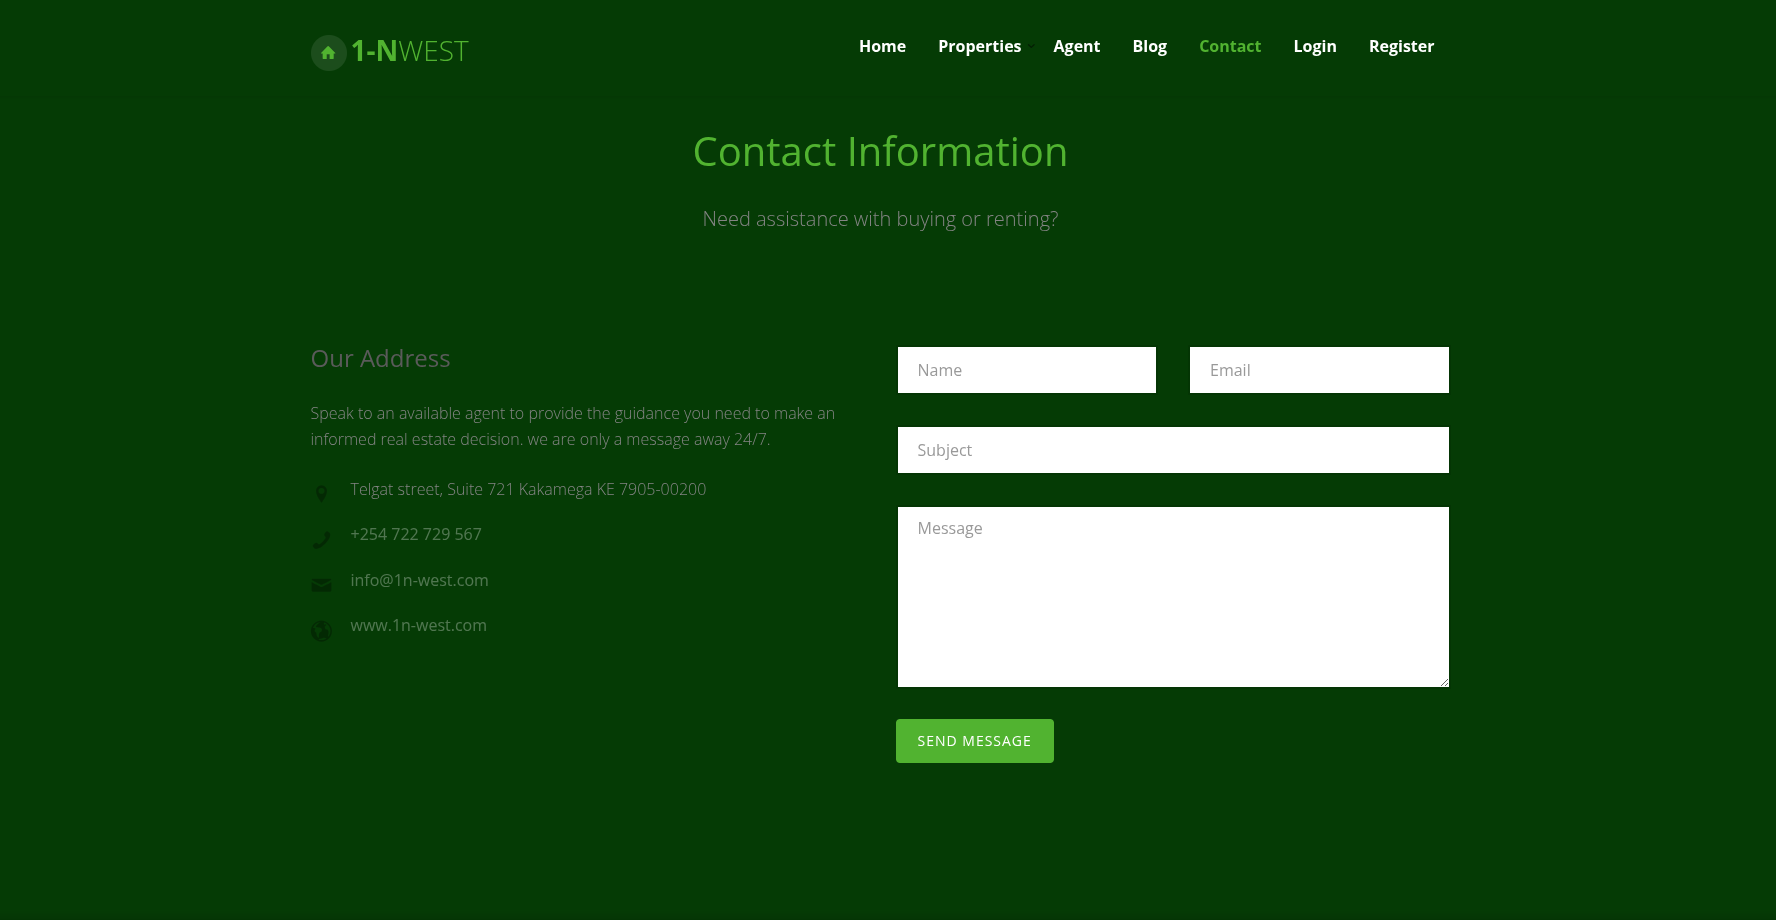 1-NWEST
Home Properties Agent Blog Contact Login Register
Contact Information
Need assistance with buying or renting?
Our Address
Speak to an available agent to provide the guidance you need to make an
informed real estate decision. we are only a message away 24/7.
Telgat street, Suite 721 Kakamega KE 7905-00200
+254 722 729 567
info@1n-west.com
www.1n-west.com
Name Email
Subject
Message
SEND MESSAGE